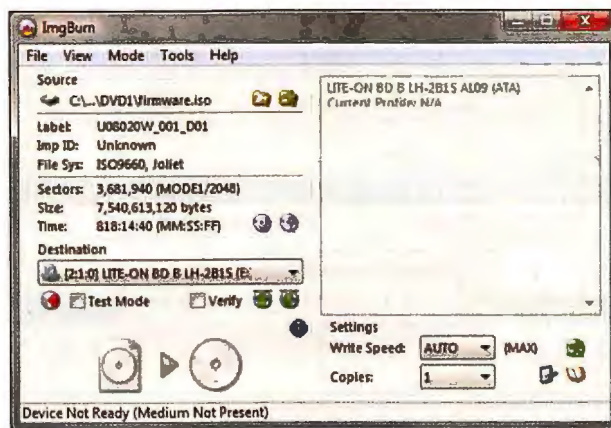 ImgBurn
File View Mode Tools Help
Source
C:\...\DVD1\firmware.iso
Label: U08020W_001_D01
Imp ID: Unknown
File Sys: ISO9660, Joliet
Sectors: 3,681,940 (MODE1/2048)
Size: 7,540,613,120 bytes
Time: 818:14:40 (MM:SS:FF)
Destination
[2:1:0] LITE-ON BD B LH-2B1S (E:
Test Mode Verify
LITE-ON BD B LH-2B1S AL09 (ATA)
Current Profile: N/A
Settings
Write Speed: AUTO (MAX)
Copies: 1
Device Not Ready (Medium Not Present)